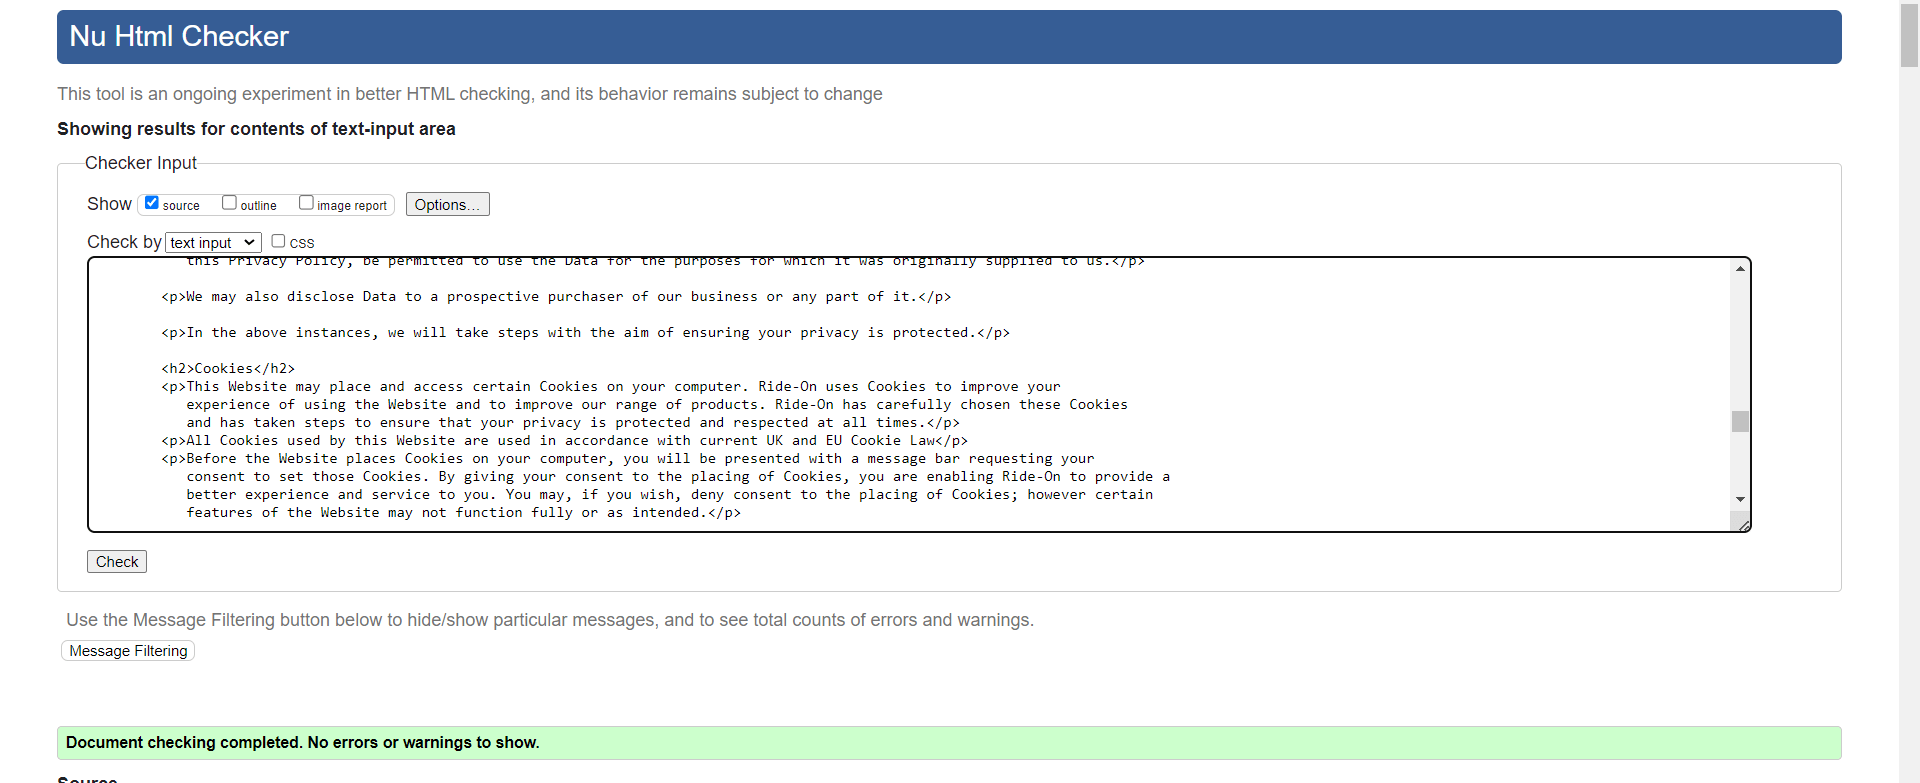 Nu Html Checker
This tool is an ongoing experiment in better HTML checking, and its behavior remains subject to change
Showing results for contents of text-input area
Checker Input
Show source outline image report Options...
Check by text input css
this Privacy Policy, be permitted to use the Data for the purposes for which it was originally supplied to us.</p>
<p>We may also disclose Data to a prospective purchaser of our business or any part of it.</p>
<p>In the above instances, we will take steps with the aim of ensuring your privacy is protected.</p>
<h2>Cookies</h2>
<p>This Website may place and access certain Cookies on your computer. Ride-On uses Cookies to improve your
experience of using the Website and to improve our range of products. Ride-On has carefully chosen these Cookies
and has taken steps to ensure that your privacy is protected and respected at all times.</p>
<p>All Cookies used by this Website are used in accordance with current UK and EU Cookie Law</p>
<p>Before the Website places Cookies on your computer, you will be presented with a message bar requesting your
consent to set those Cookies. By giving your consent to the placing of Cookies, you are enabling Ride-On to provide a
better experience and service to you. You may, if you wish, deny consent to the placing of Cookies; however certain
features of the Website may not function fully or as intended.</p>
Check
Use the Message Filtering button below to hide/show particular messages, and to see total counts of errors and warnings.
Message Filtering
Document checking completed. No errors or warnings to show.
Source